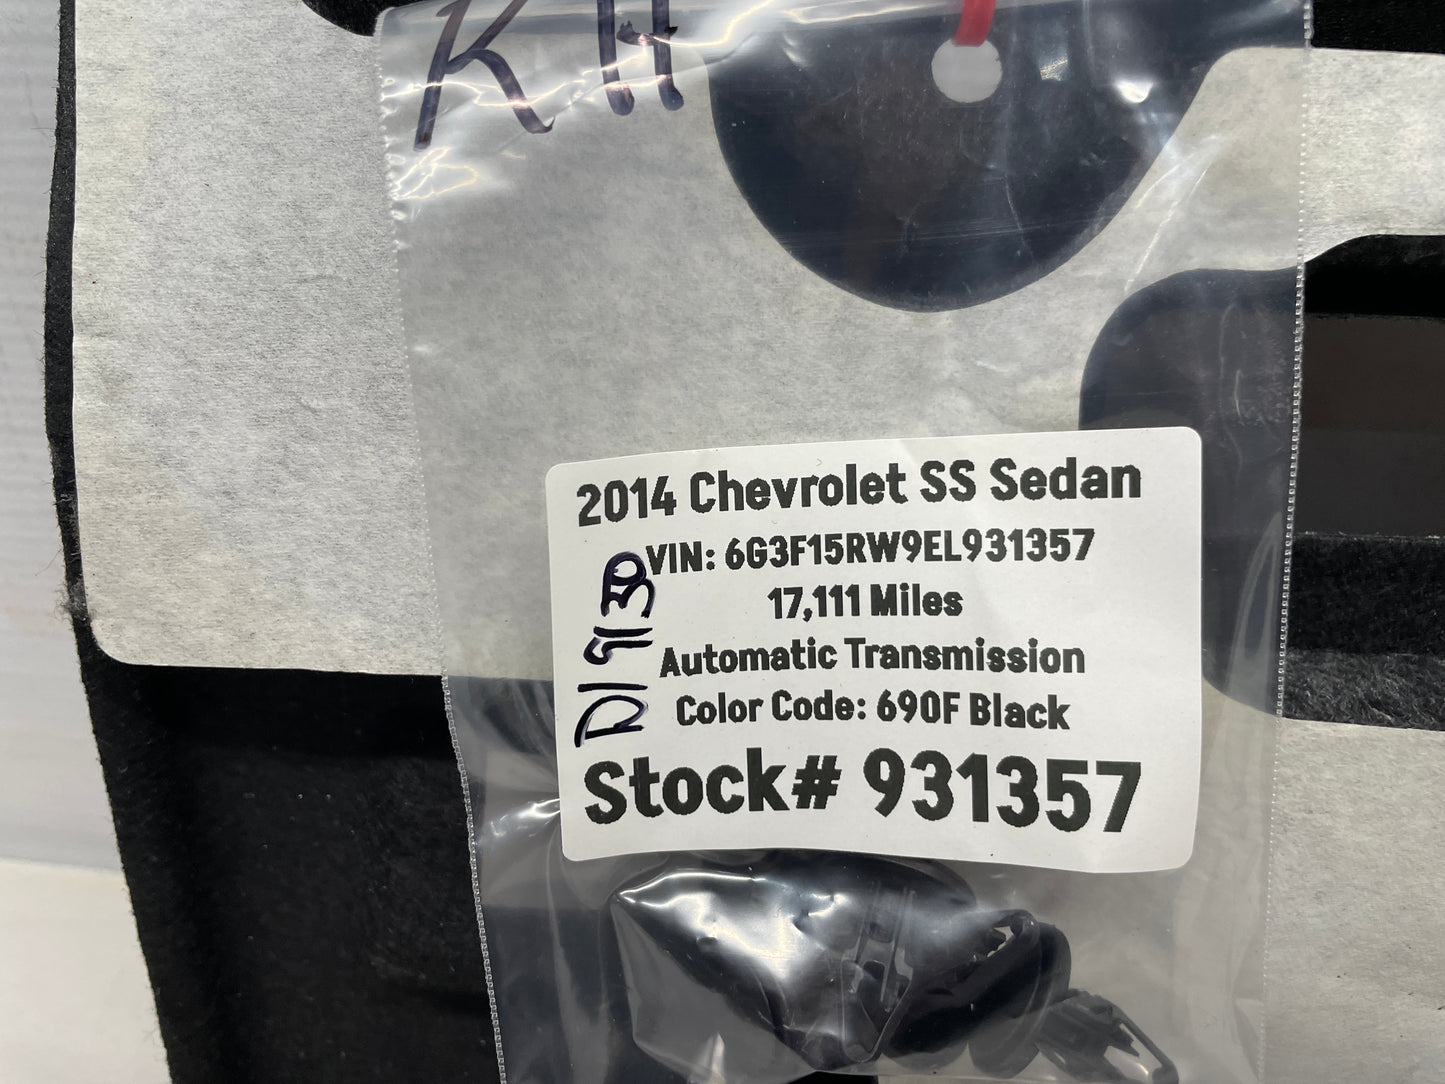 2014 Chevrolet SS Sedan
VIN: 6G3F15RW9EL931357
17,111 Miles
Automatic Transmission
Color Code: 690F Black
Stock# 931357